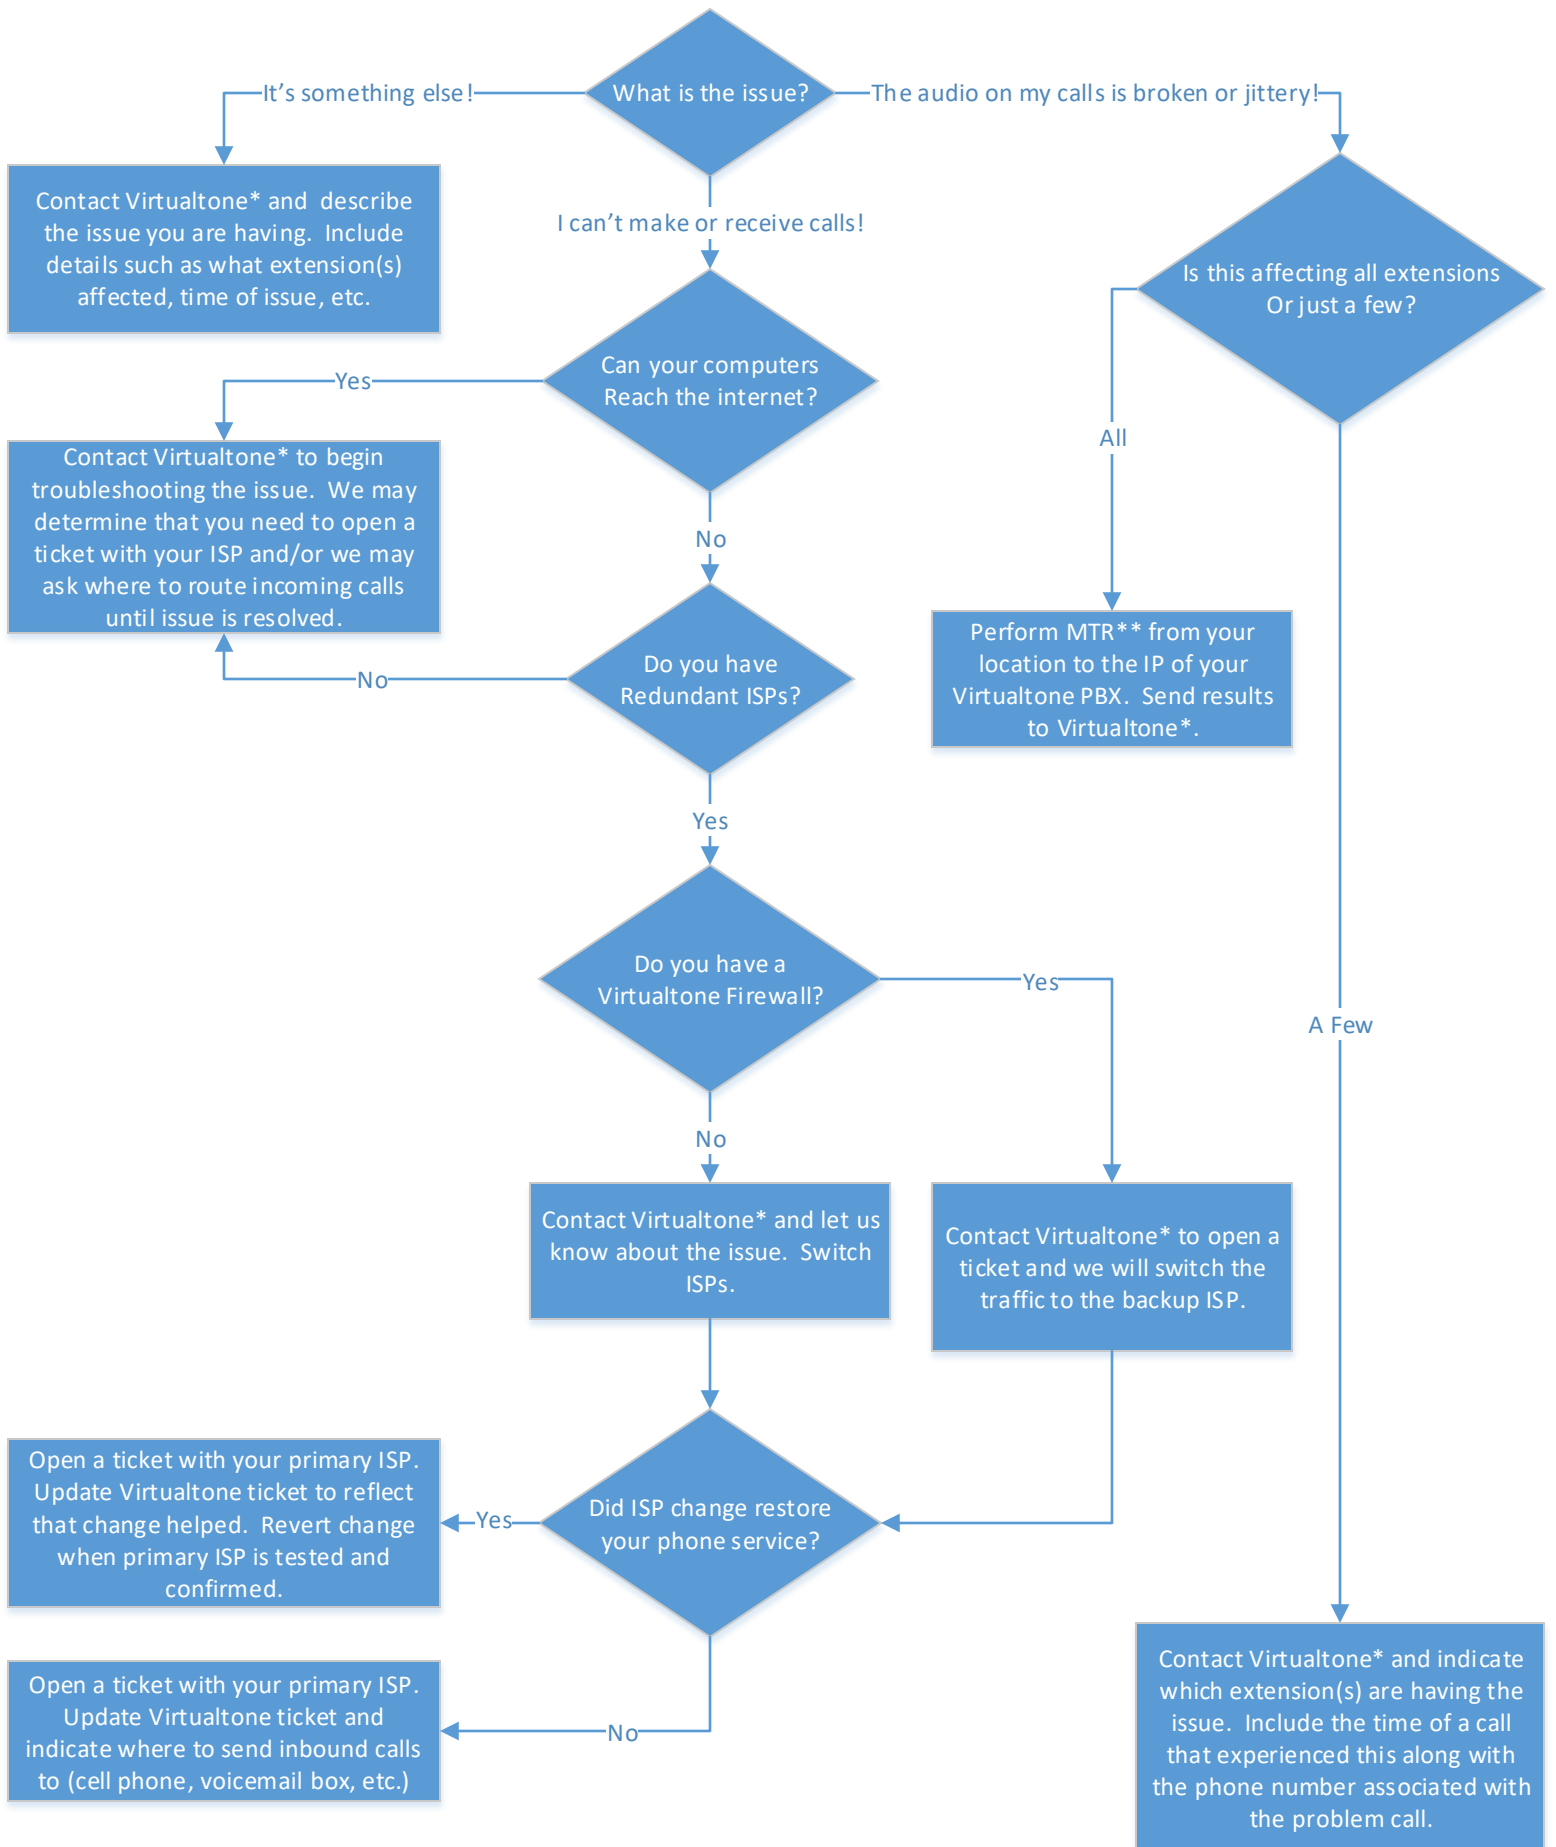 What is the issue?
It's something else!
The audio on my calls is broken or jittery!
I can't make or receive calls!
Contact Virtualtone* and describe
the issue you are having. Include
details such as what extension(s)
affected, time of issue, etc.
Is this affecting all extensions
Or just a few?
Can your computers
Reach the internet?
Yes
Contact Virtualtone* to begin
troubleshooting the issue. We may
determine that you need to open a
ticket with your ISP and/or we may
ask where to route incoming calls
until issue is resolved.
All
No
Do you have
Redundant ISPs?
No
Perform MTR** from your
location to the IP of your
Virtualtone PBX. Send results
to Virtualtone*.
Yes
Do you have a
Virtualtone Firewall?
Yes
A Few
No
Contact Virtualtone* and let us
know about the issue. Switch
ISPs.
Contact Virtualtone* to open a
ticket and we will switch the
traffic to the backup ISP.
Did ISP change restore
your phone service?
Yes
Open a ticket with your primary ISP.
Update Virtualtone ticket to reflect
that change helped. Revert change
when primary ISP is tested and
confirmed.
No
Open a ticket with your primary ISP.
Update Virtualtone ticket and
indicate where to send inbound calls
to (cell phone, voicemail box, etc.)
Contact Virtualtone* and indicate
which extension(s) are having the
issue. Include the time of a call
that experienced this along with
the phone number associated with
the problem call.